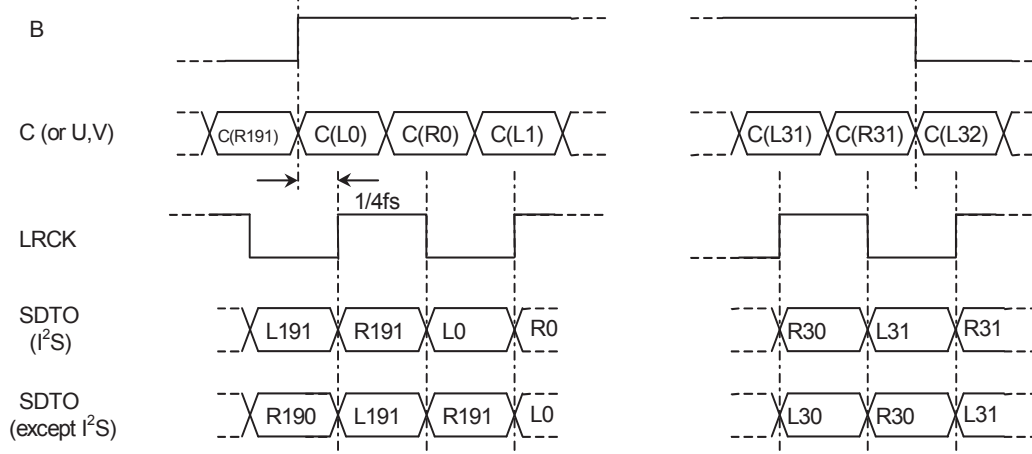 B
C (or U,V) C(R191) C(L0) C(R0) C(L1) C(L31) C(R31) C(L32)
1/4fs
LRCK
SDTO
(I²S) L191 R191 L0 R0 R30 L31 R31
SDTO
(except I²S) R190 L191 R191 L0 L30 R30 L31